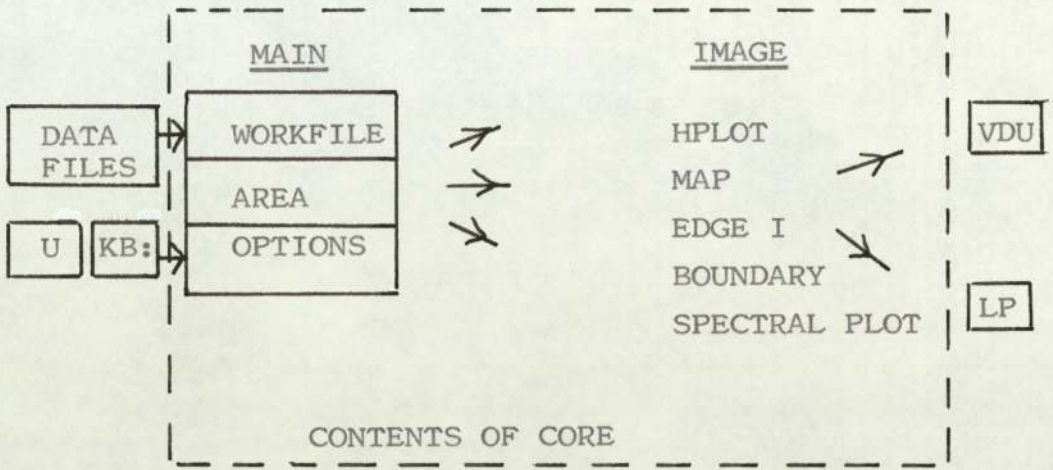 MAIN
IMAGE
DATA
FILES
WORKFILE
AREA
OPTIONS
U
KB:
HPLOT
MAP
EDGE I
BOUNDARY
SPECTRAL PLOT
VDU
LP
CONTENTS OF CORE